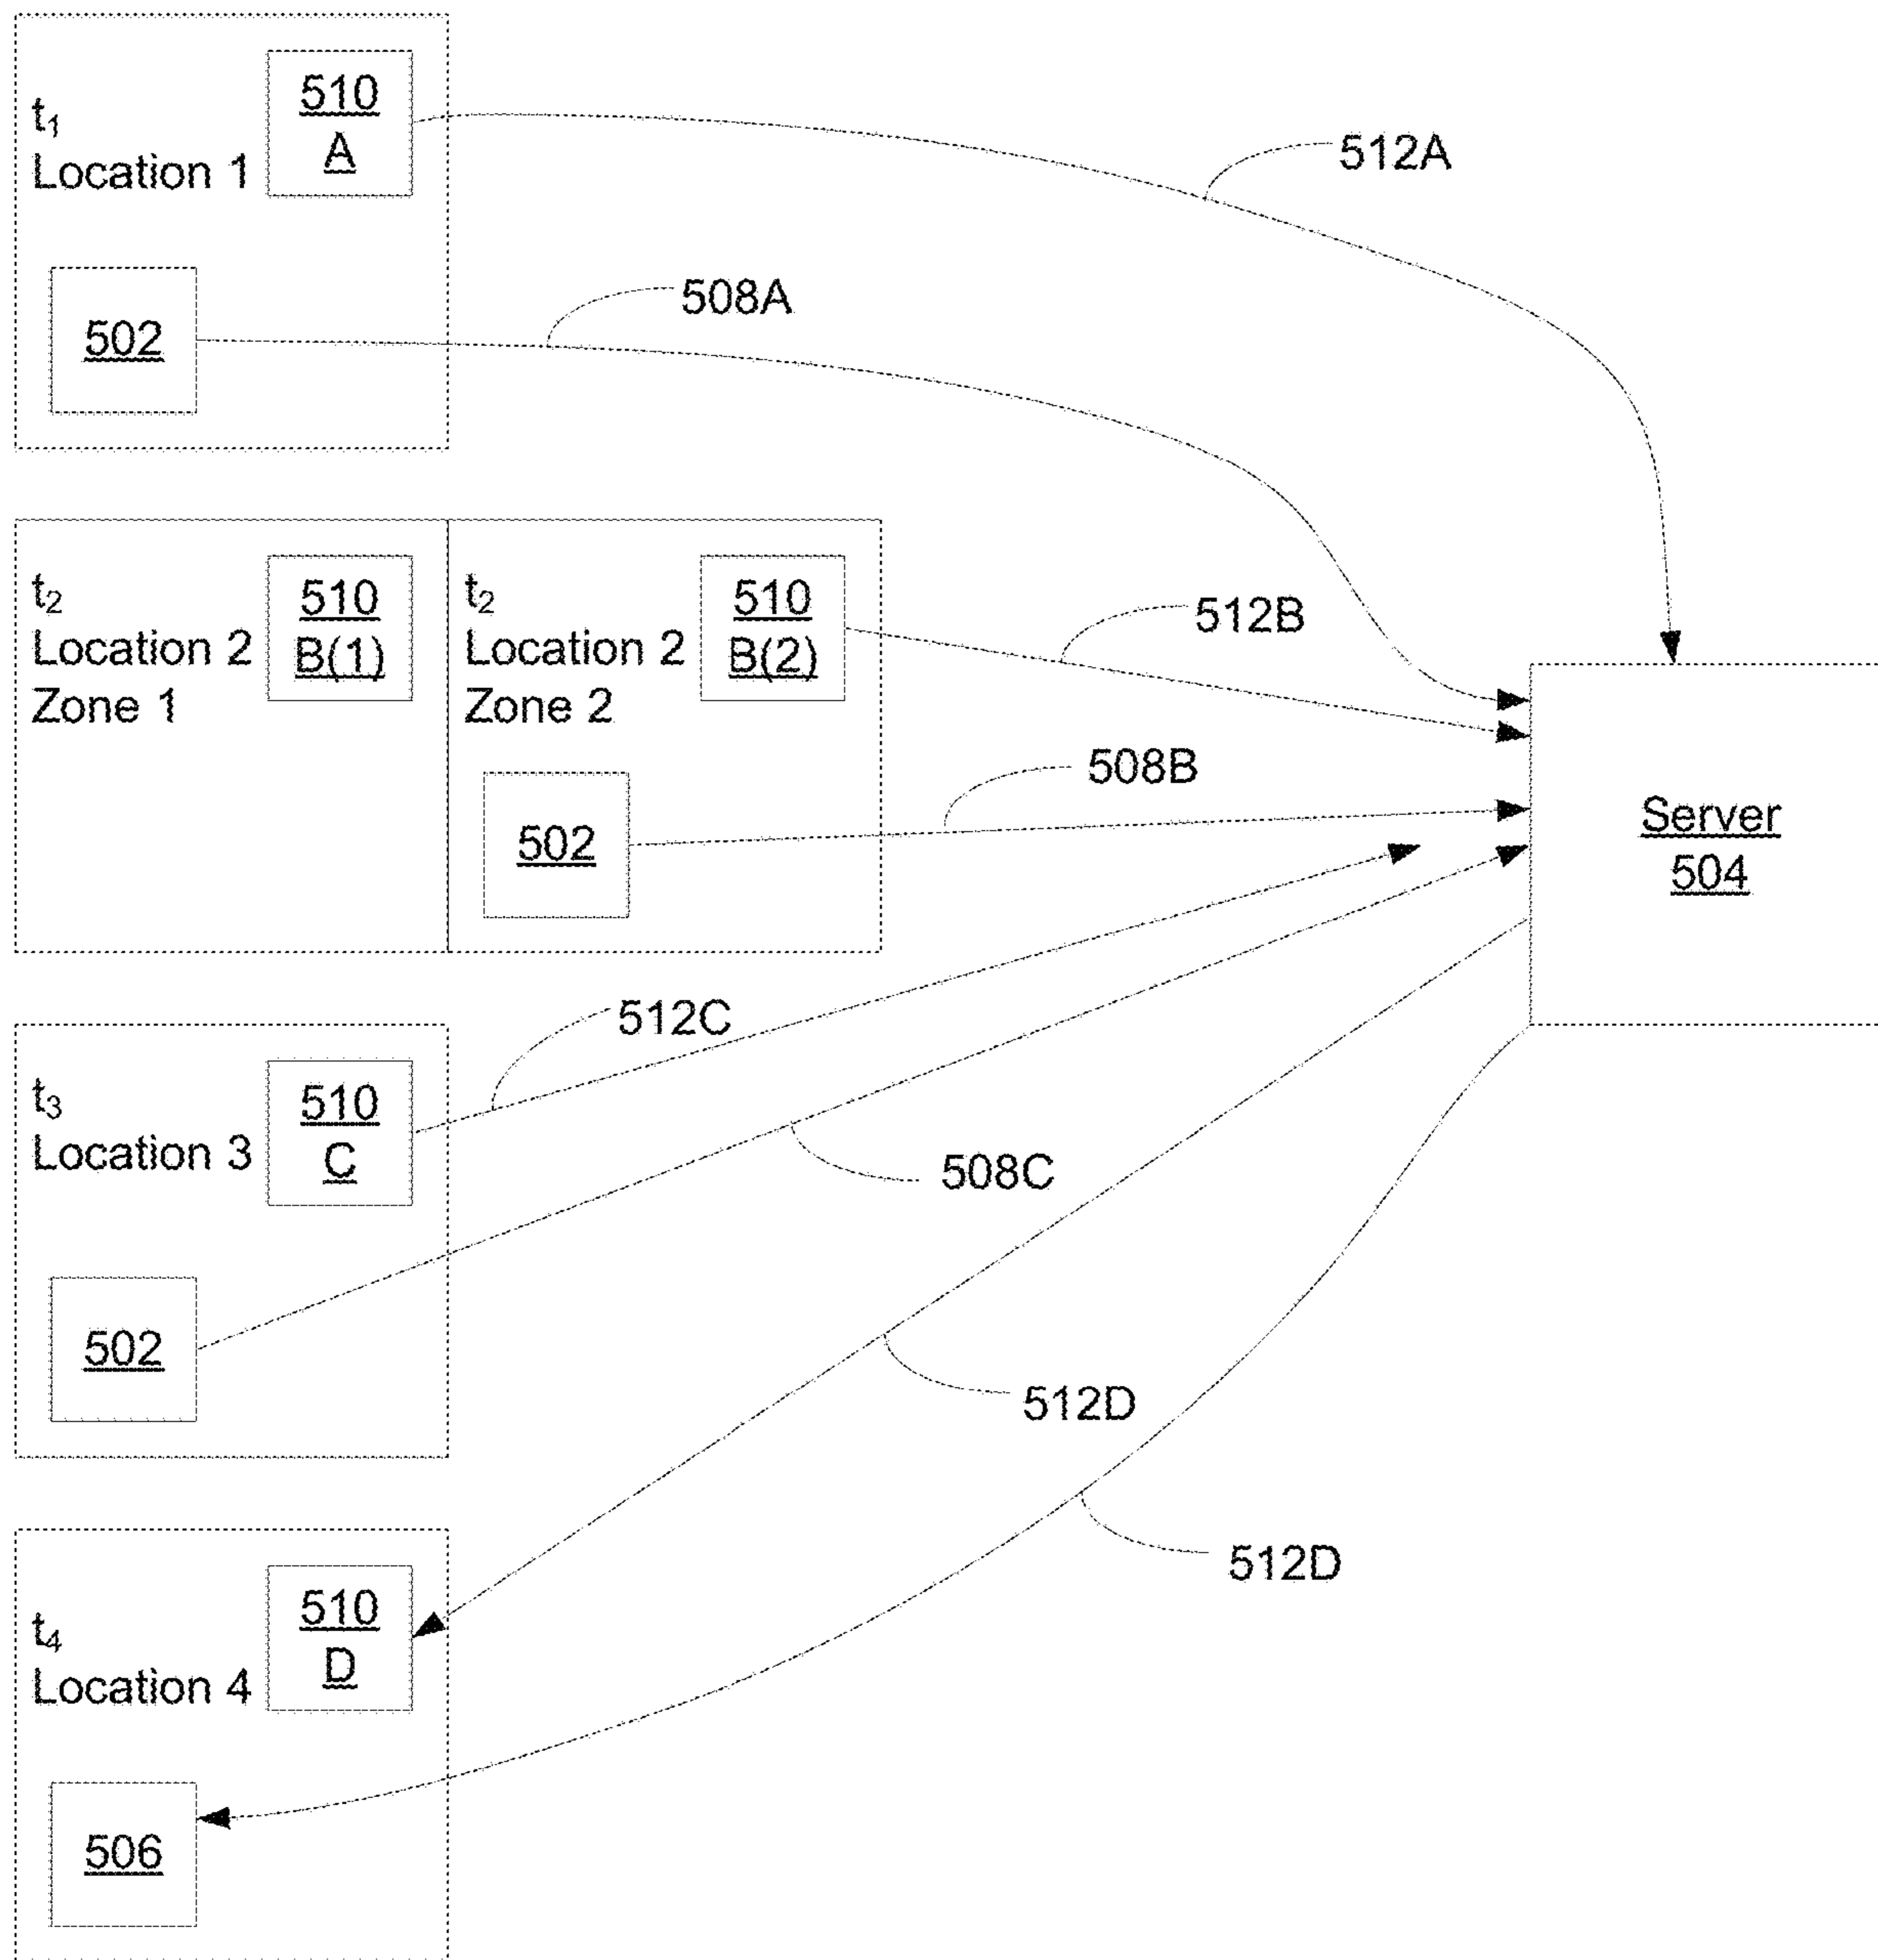 t₁
Location 1
510
A
512A
502
508A
t₂
Location 2
Zone 1
510
B(1)
t₂
Location 2
Zone 2
510
B(2)
512B
502
508B
Server
504
t₃
Location 3
510
C
512C
502
508C
512D
t₄
Location 4
510
D
512D
506